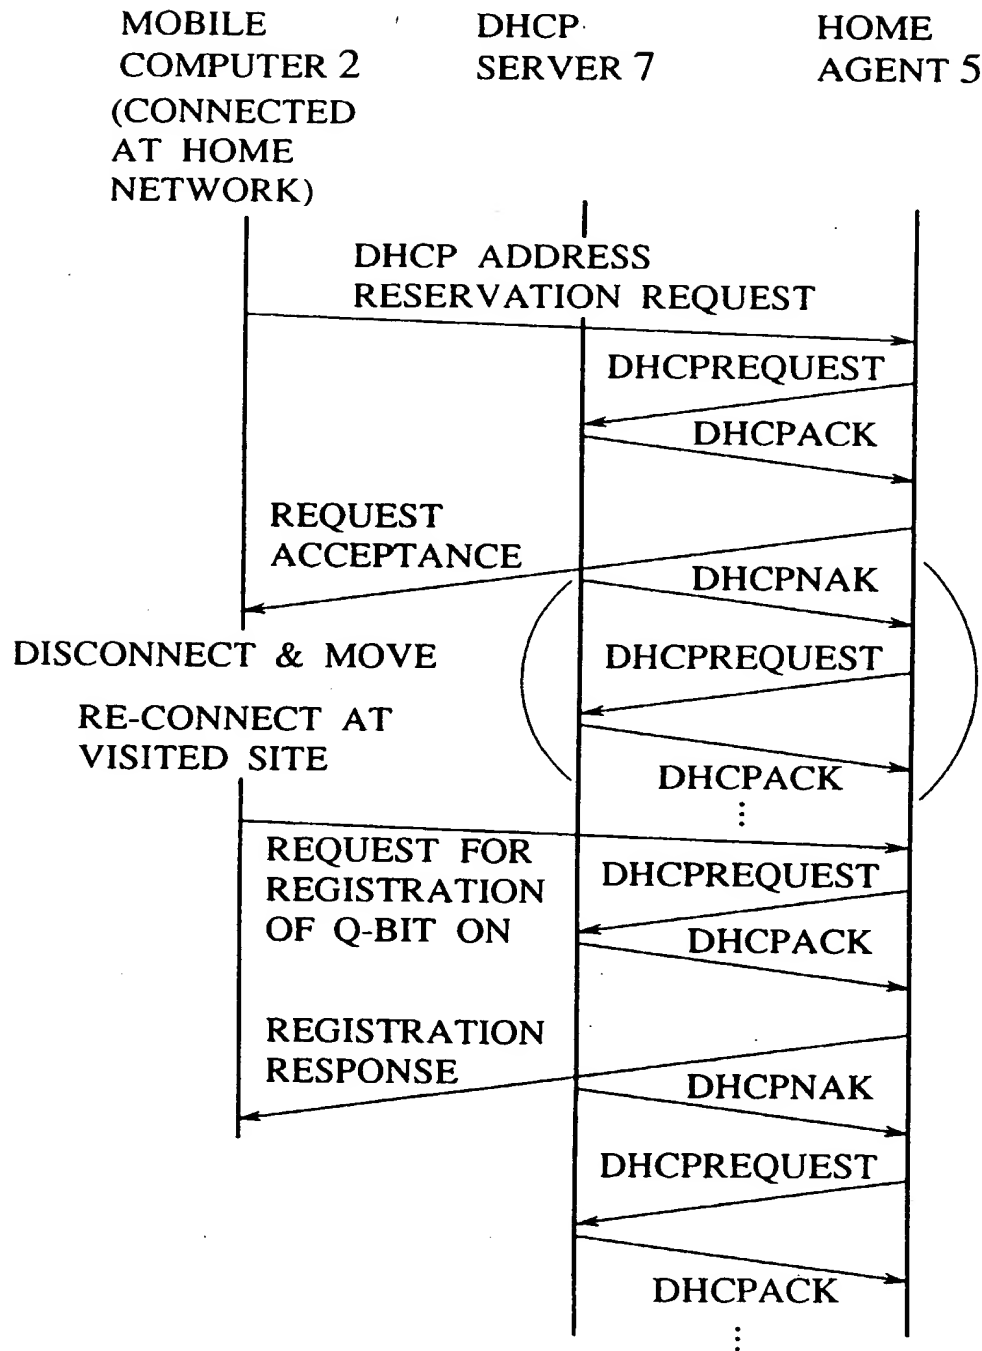 MOBILE
COMPUTER 2
(CONNECTED
AT HOME
NETWORK)
DHCP
SERVER 7
HOME
AGENT 5
DHCP ADDRESS
RESERVATION REQUEST
DHCPREQUEST
DHCPACK
REQUEST
ACCEPTANCE
DHCPNAK
DISCONNECT & MOVE
DHCPREQUEST
RE-CONNECT AT
VISITED SITE
DHCPACK
⋮
REQUEST FOR
REGISTRATION
OF Q-BIT ON
DHCPREQUEST
DHCPACK
REGISTRATION
RESPONSE
DHCPNAK
DHCPREQUEST
DHCPACK
⋮